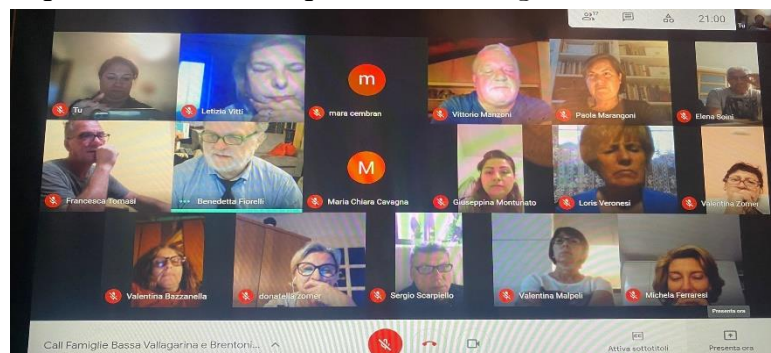 17
21:00
Tu
Tu
Letizia Vitti
m
mara cembran
Vittorio Manzoni
Paola Marangoni
Elena Soini
Francesca Tomasi
Benedetta Fiorelli
M
Maria Chiara Cavagna
Giuseppina Montunato
Loris Veronesi
Valentina Zomer
Valentina Bazzanella
donatella zomer
Sergio Scarpiello
Valentina Malpeli
Michela Ferraresi
Presenta ora
Call Famiglie Bassa Vallagarina e Brentoni...
Attiva sottotitoli
Presenta ora